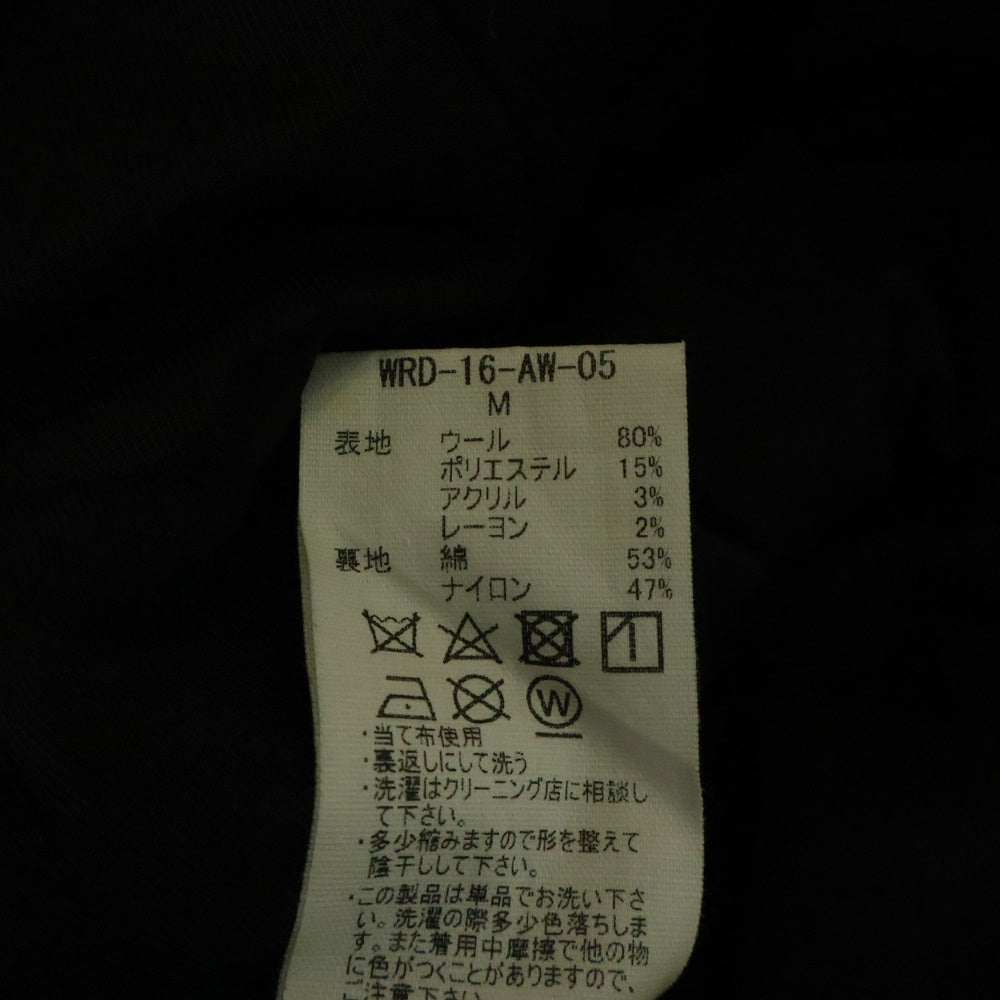 WRD-16-AW-05
M
表地 ウール 80%
ポリエステル 15%
アクリル 3%
レーヨン 2%
裏地 綿 53%
ナイロン 47%
W
・当て布使用
・裏返しにして洗う
・洗濯はクリーニング店に相談し
て下さい。
・多少縮みますので形を整えて
陰干しして下さい。
・この製品は単品でお洗い下さ
い。洗濯の際多少色落ちしま
す。また着用中摩擦で他の物
に色がつくことがありますので、
ご注意下さい